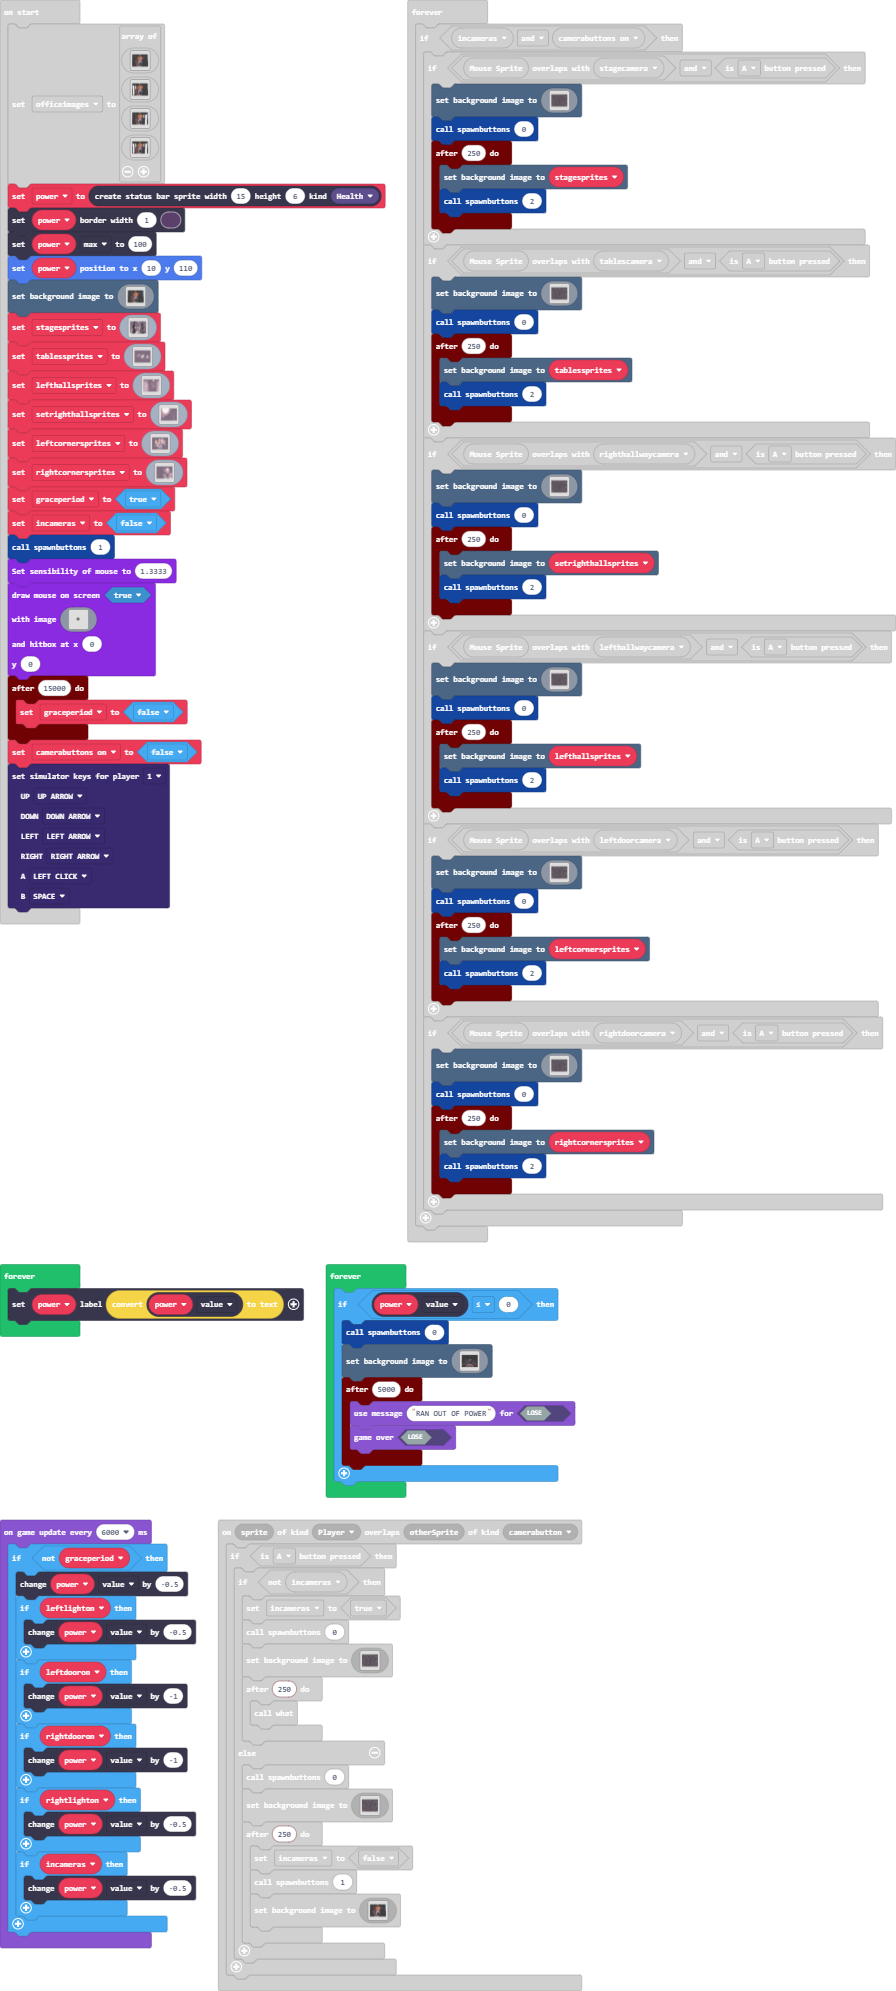 on start
array of
set officeimages to
set power to create status bar sprite width 15 height 6 kind Health
set power border width 1
set power max to 100
set power position to x 10 y 110
set background image to
set stagesprites to
set tablessprites to
set lefthallsprites to
set setrighthallsprites to
set leftcornersprites to
set rightcornersprites to
set graceperiod to true
set incameras to false
call spawnbuttons 1
Set sensibility of mouse to 1.3333
draw mouse on screen true
with image
and hitbox at x 0
y 0
after 15000 do
set graceperiod to false
set camerabuttons on to false
set simulator keys for player 1
UP UP ARROW
DOWN DOWN ARROW
LEFT LEFT ARROW
RIGHT RIGHT ARROW
A LEFT CLICK
B SPACE
forever
if incameras and camerabuttons on then
if Mouse Sprite overlaps with stagecamera and is A button pressed then
set background image to
call spawnbuttons 0
after 250 do
set background image to stagesprites
call spawnbuttons 2
if Mouse Sprite overlaps with tablescamera and is A button pressed then
set background image to
call spawnbuttons 0
after 250 do
set background image to tablessprites
call spawnbuttons 2
if Mouse Sprite overlaps with righthallwaycamera and is A button pressed then
set background image to
call spawnbuttons 0
after 250 do
set background image to setrighthallsprites
call spawnbuttons 2
if Mouse Sprite overlaps with lefthallwaycamera and is A button pressed then
set background image to
call spawnbuttons 0
after 250 do
set background image to lefthallsprites
call spawnbuttons 2
if Mouse Sprite overlaps with leftdoorcamera and is A button pressed then
set background image to
call spawnbuttons 0
after 250 do
set background image to leftcornersprites
call spawnbuttons 2
if Mouse Sprite overlaps with rightdoorcamera and is A button pressed then
set background image to
call spawnbuttons 0
after 250 do
set background image to rightcornersprites
call spawnbuttons 2
forever
set power label convert power value to text
forever
if power value ≤ 0 then
call spawnbuttons 0
set background image to
after 5000 do
use message "RAN OUT OF POWER" for LOSE
game over LOSE
on game update every 6000 ms
if not graceperiod then
change power value by -0.5
if leftlighton then
change power value by -0.5
if leftdooron then
change power value by -1
if rightdooron then
change power value by -1
if rightlighton then
change power value by -0.5
if incameras then
change power value by -0.5
on sprite of kind Player overlaps otherSprite of kind camerabutton
if is A button pressed then
if not incameras then
set incameras to true
call spawnbuttons 0
set background image to
after 250 do
call what
else
call spawnbuttons 0
set background image to
after 250 do
set incameras to false
call spawnbuttons 1
set background image to